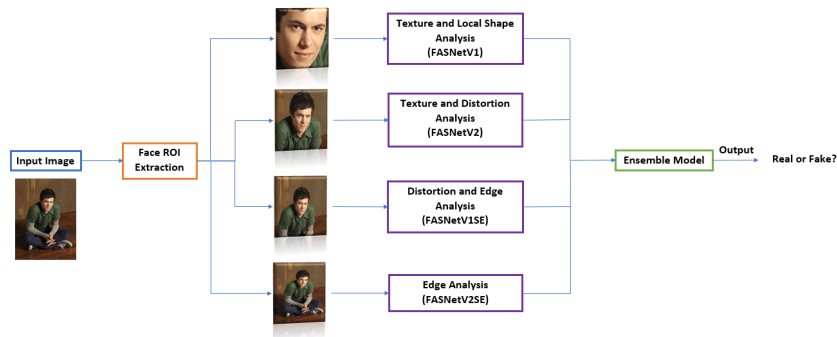 Texture and Local Shape
Analysis
(FASNetV1)
Texture and Distortion
Analysis
(FASNetV2)
Input Image
Face ROI
Extraction
Ensemble Model
Output
Real or Fake?
Distortion and Edge
Analysis
(FASNetV1SE)
Edge Analysis
(FASNetV2SE)